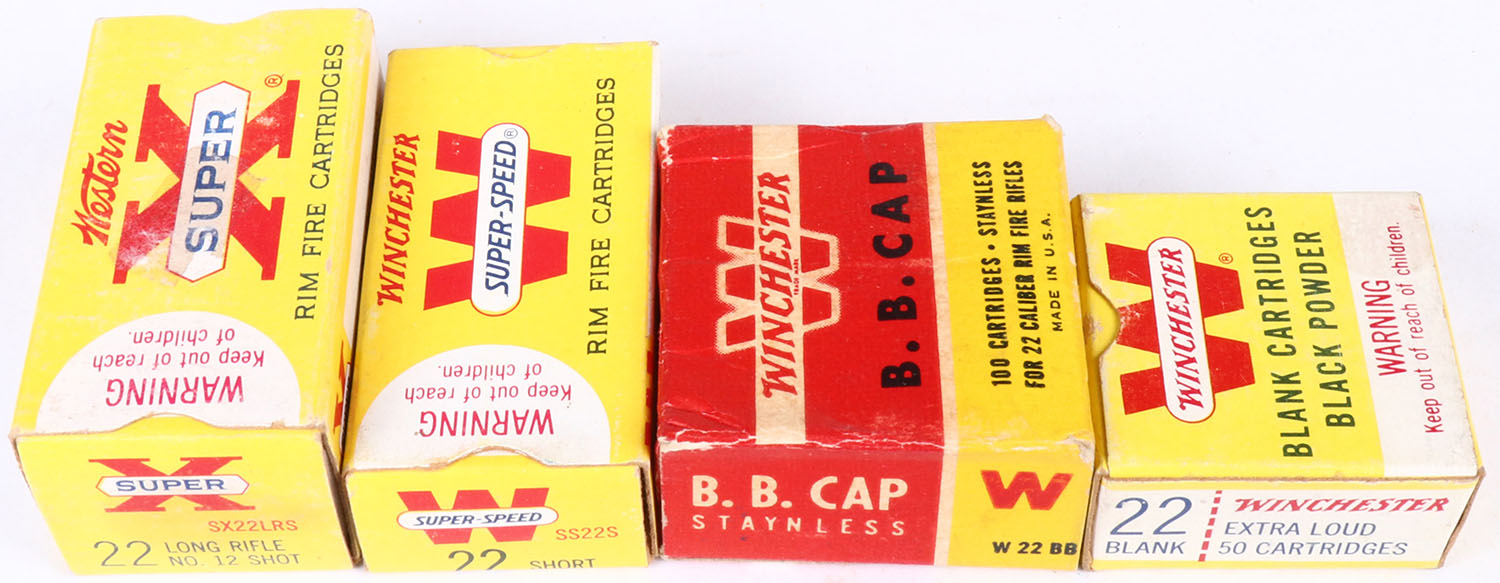 Western
SUPER X ®
RIM FIRE CARTRIDGES
WARNING
Keep out of reach
of children.
X
SUPER
SX22LRS
22 LONG RIFLE
NO. 12 SHOT
WINCHESTER
W
SUPER-SPEED®
RIM FIRE CARTRIDGES
WARNING
Keep out of reach
of children.
W
SUPER-SPEED
SS22S
22 SHORT
W
WINCHESTER
TRADE MARK
B. B. CAP
100 CARTRIDGES • STAYNLESS
FOR 22 CALIBER RIM FIRE RIFLES
MADE IN U.S.A.
B. B. CAP
STAYNLESS
W
W 22 BB
W
WINCHESTER
®
BLANK CARTRIDGES
BLACK POWDER
WARNING
Keep out of reach of children.
22
BLANK
WINCHESTER
EXTRA LOUD
50 CARTRIDGES